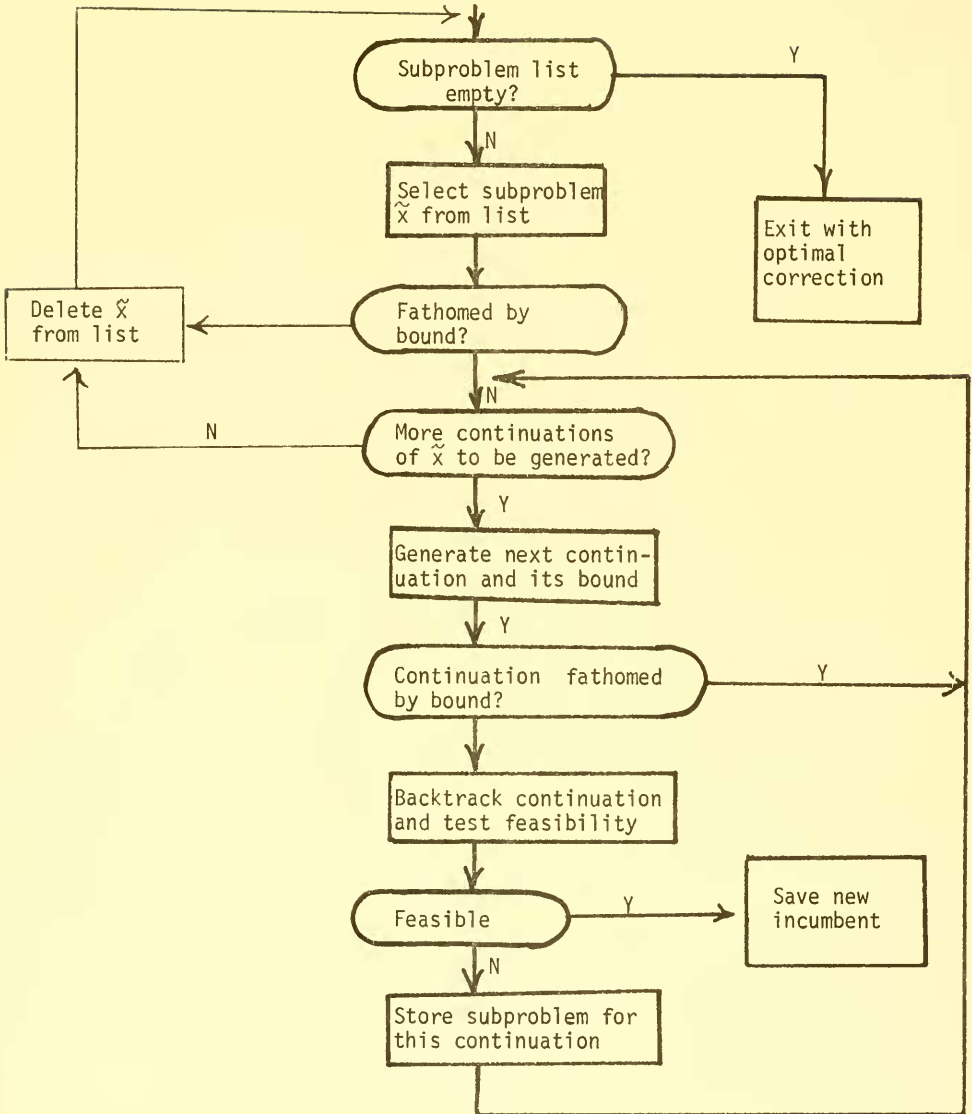 Subproblem list
empty?
Y
N
Select subproblem
x̃ from list
Exit with
optimal
correction
Delete x̃
from list
Fathomed by
bound?
N
N
More continuations
of x̃ to be generated?
Y
Generate next contin-
uation and its bound
Y
Continuation fathomed
by bound?
Y
Backtrack continuation
and test feasibility
Feasible
Y
Save new
incumbent
N
Store subproblem for
this continuation